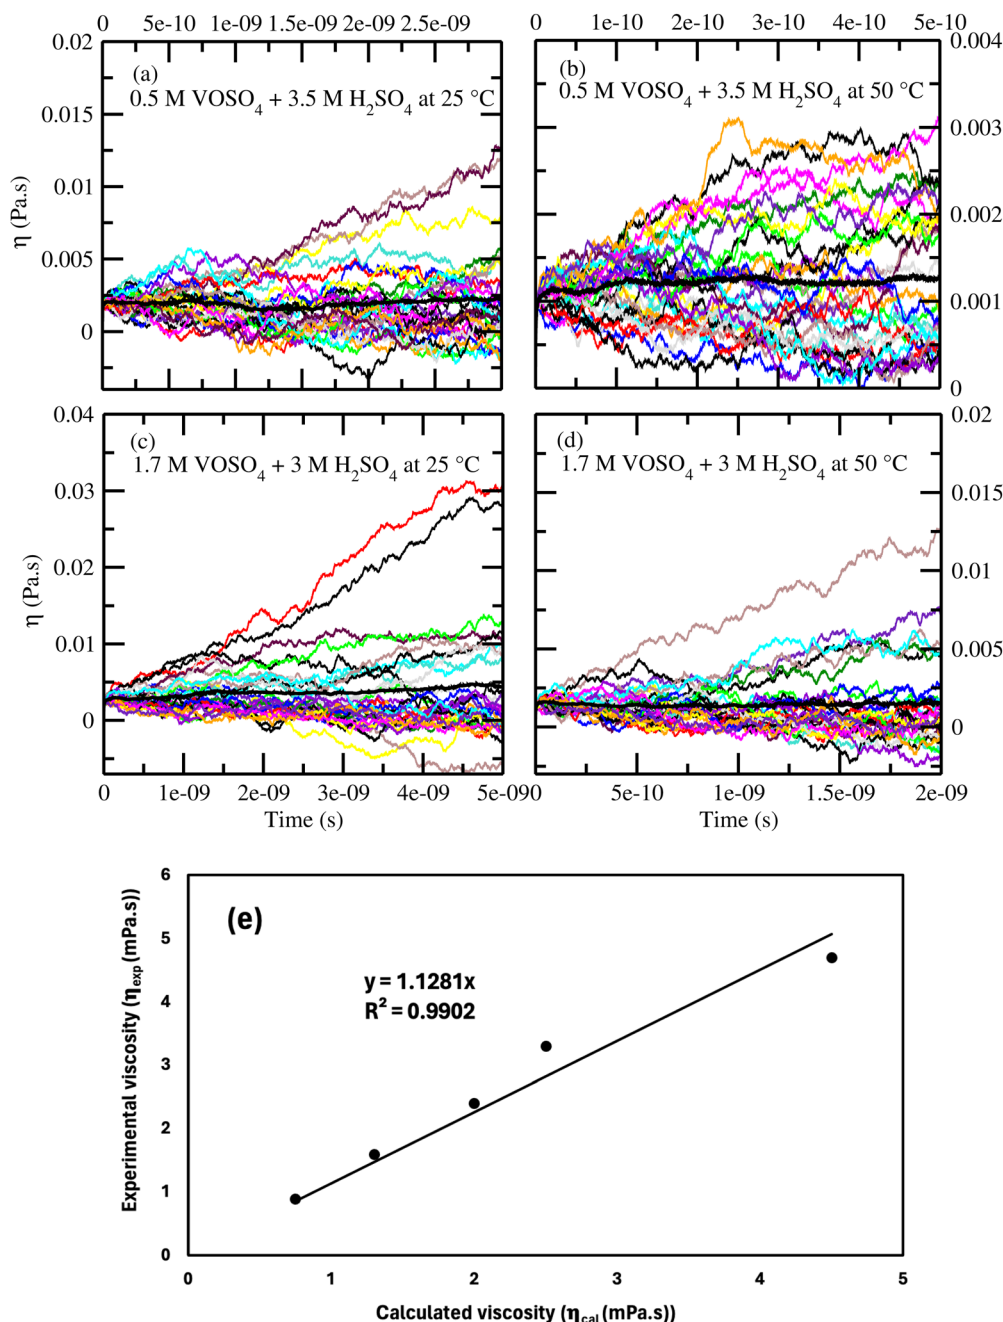 0 5e-10 1e-09 1.5e-09 2e-09 2.5e-09
0 1e-10 2e-10 3e-10 4e-10 5e-10
0.02
0.015
0.01
0.005
0
η (Pa.s)
(a)
0.5 M VOSO₄ + 3.5 M H₂SO₄ at 25 °C
(b)
0.5 M VOSO₄ + 3.5 M H₂SO₄ at 50 °C
0.004
0.003
0.002
0.001
0
0.04
0.03
0.02
0.01
0
η (Pa.s)
(c)
1.7 M VOSO₄ + 3 M H₂SO₄ at 25 °C
(d)
1.7 M VOSO₄ + 3 M H₂SO₄ at 50 °C
0.02
0.015
0.01
0.005
0
0 1e-09 2e-09 3e-09 4e-09 5e-090
5e-10 1e-09 1.5e-09 2e-09
Time (s)
Time (s)
(e)
y = 1.1281x
R² = 0.9902
Experimental viscosity (ηexp (mPa.s))
6
5
4
3
2
1
0
0 1 2 3 4 5
Calculated viscosity (ηcal (mPa.s))